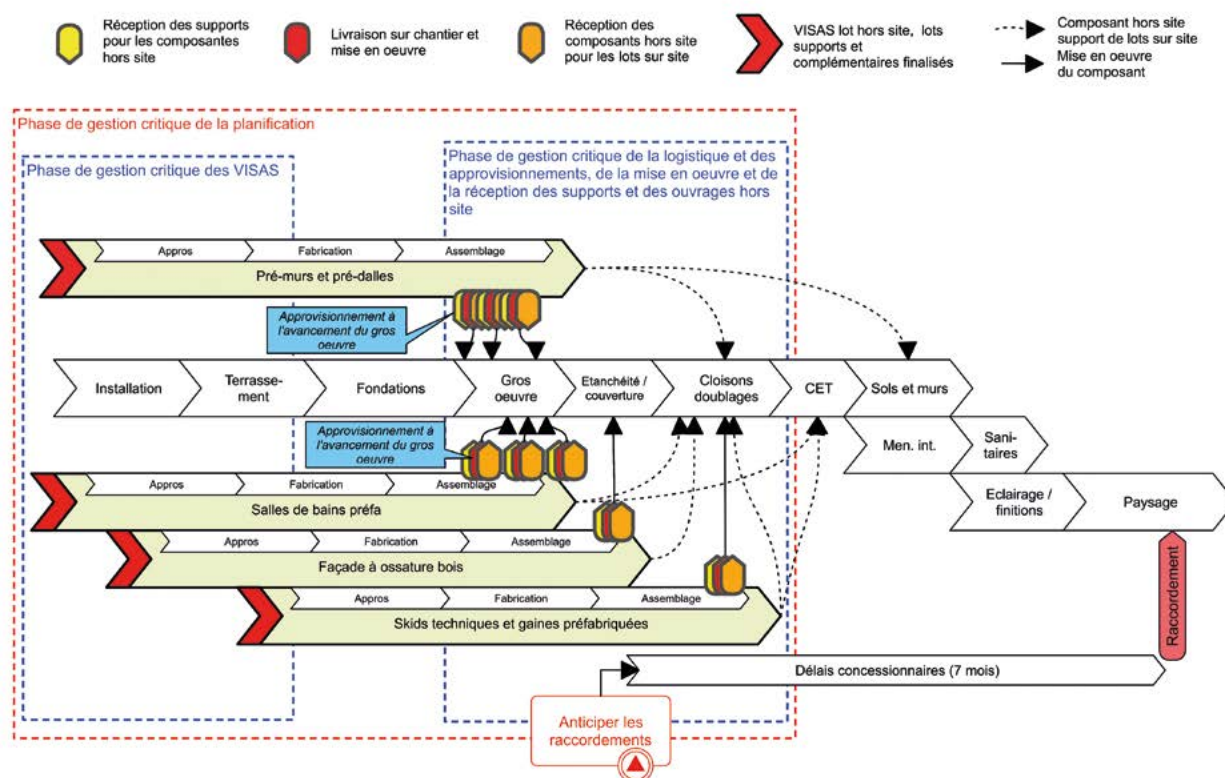 Réception des supports
pour les composantes
hors site
Livraison sur chantier et
mise en oeuvre
Réception des
composants hors site
pour les lots sur site
VISAS lot hors site, lots
supports et
complémentaires finalisés
Composant hors site
support de lots sur site
Mise en oeuvre
du composant
Phase de gestion critique de la planification
Phase de gestion critique des VISAS
Phase de gestion critique de la logistique et des
approvisionnements, de la mise en oeuvre et de
la réception des supports et des ouvrages hors
site
Appros
Fabrication
Assemblage
Pré-murs et pré-dalles
Approvisionnement à
l'avancement du gros
oeuvre
Installation
Terrasse-
ment
Fondations
Gros
oeuvre
Etanchéité /
couverture
Cloisons
doublages
CET
Sols et murs
Approvisionnement à
l'avancement du gros
oeuvre
Men. int.
Sani-
taires
Appros
Fabrication
Assemblage
Salles de bains préfa
Eclairage /
finitions
Paysage
Appros
Fabrication
Assemblage
Façade à ossature bois
Appros
Fabrication
Assemblage
Skids techniques et gaines préfabriquées
Raccordement
Délais concessionnaires (7 mois)
Anticiper les
raccordements